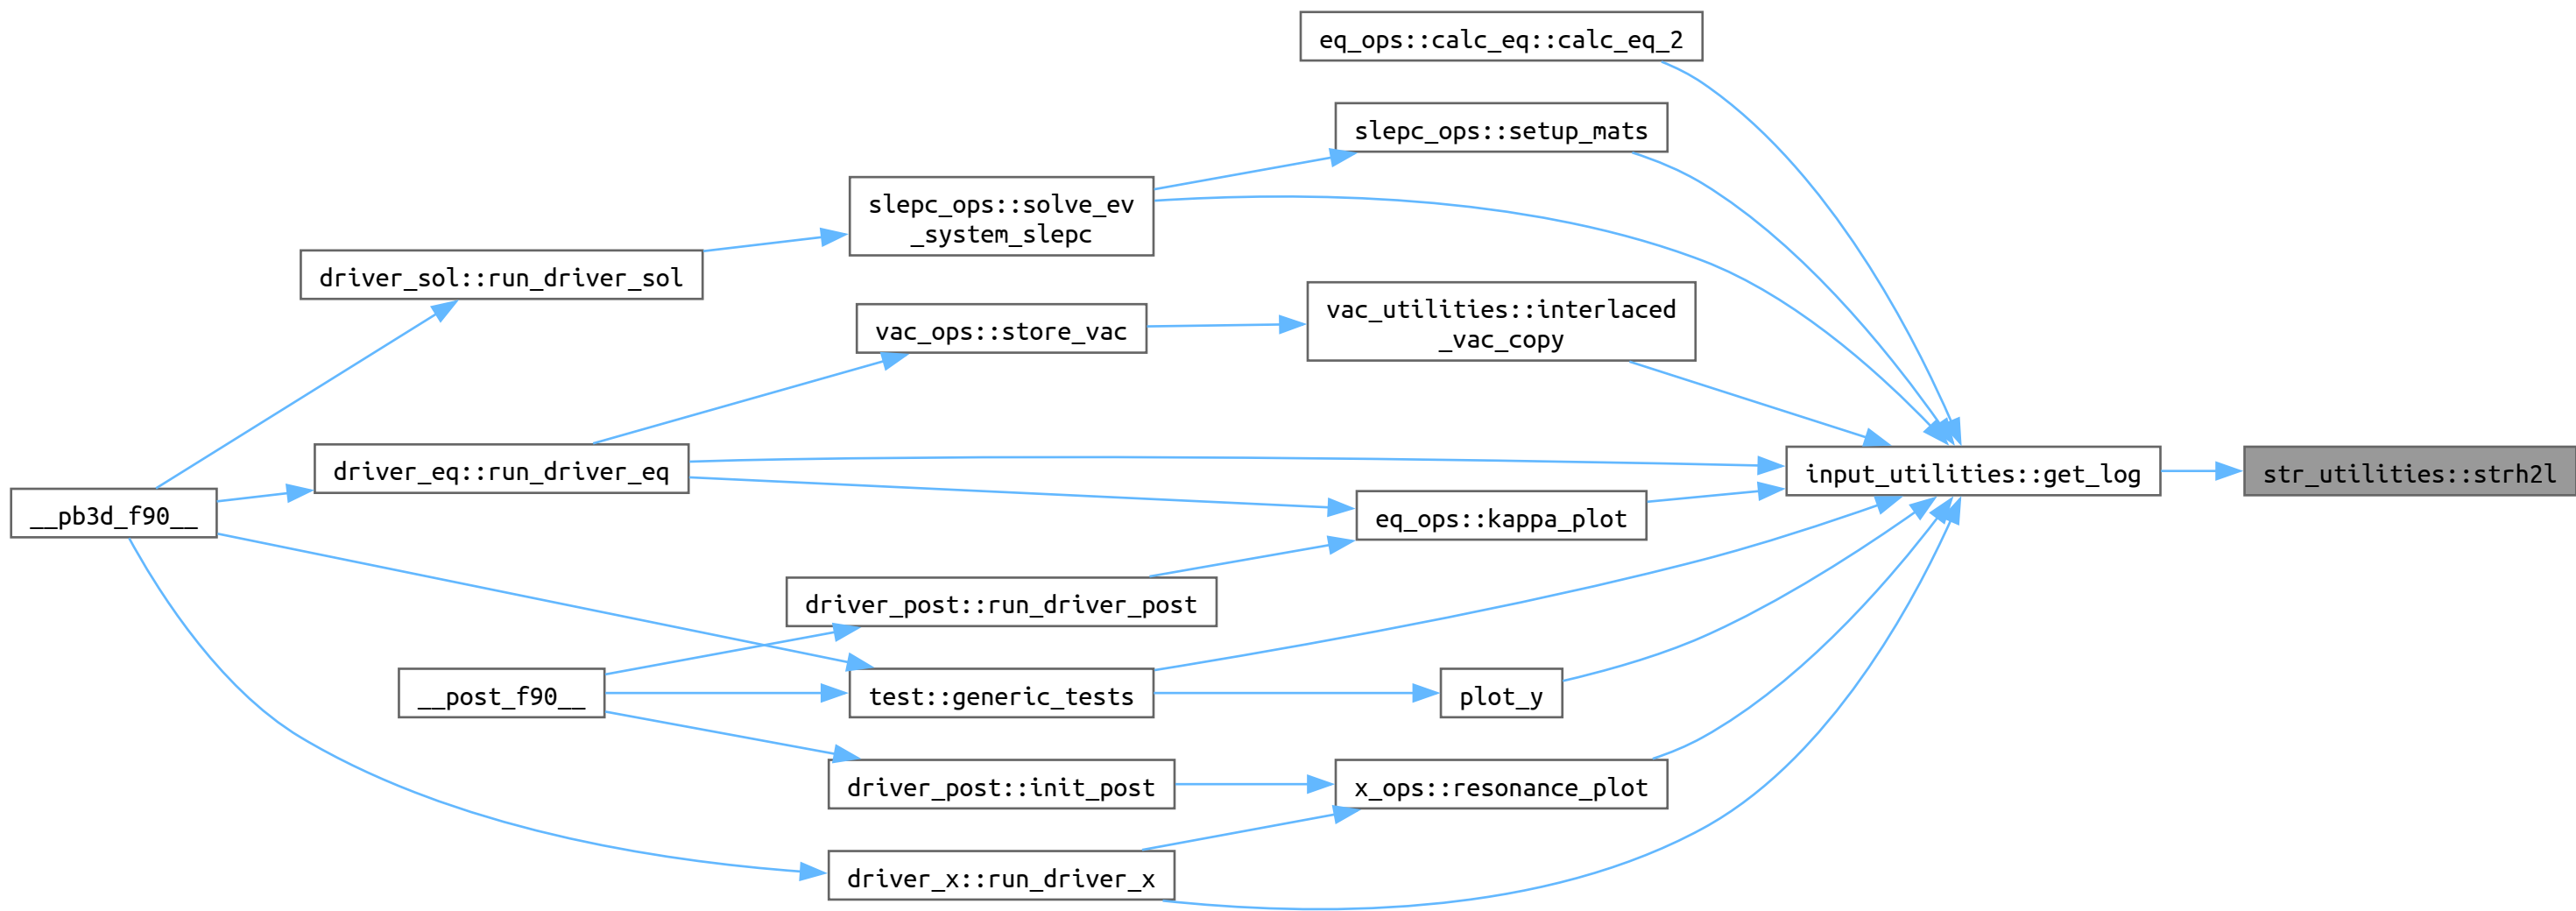 eq_ops::calc_eq::calc_eq_2
slepc_ops::setup_mats
slepc_ops::solve_ev
_system_slepc
driver_sol::run_driver_sol
vac_utilities::interlaced
_vac_copy
vac_ops::store_vac
driver_eq::run_driver_eq
input_utilities::get_log
str_utilities::strh2l
__pb3d_f90__
eq_ops::kappa_plot
driver_post::run_driver_post
__post_f90__
test::generic_tests
plot_y
driver_post::init_post
x_ops::resonance_plot
driver_x::run_driver_x